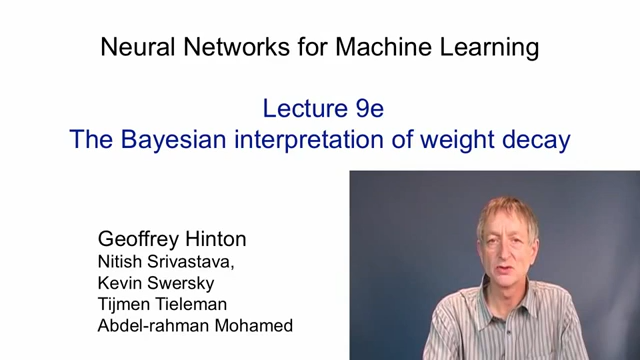 Neural Networks for Machine Learning
Lecture 9e
The Bayesian interpretation of weight decay
Geoffrey Hinton
Nitish Srivastava,
Kevin Swersky
Tijmen Tieleman
Abdel-rahman Mohamed